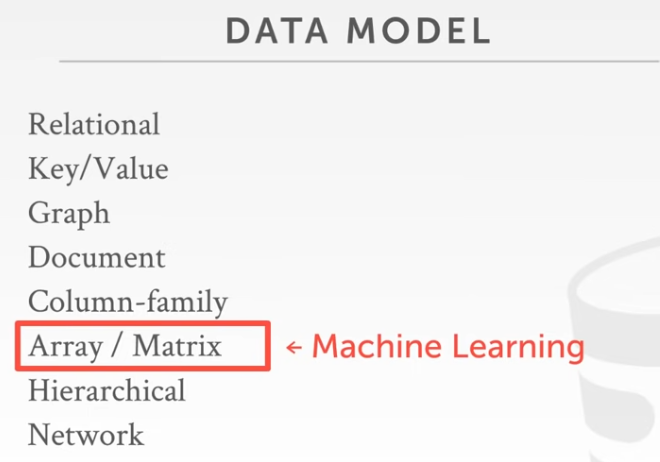 DATA MODEL
Relational
Key/Value
Graph
Document
Column-family
Array / Matrix ← Machine Learning
Hierarchical
Network